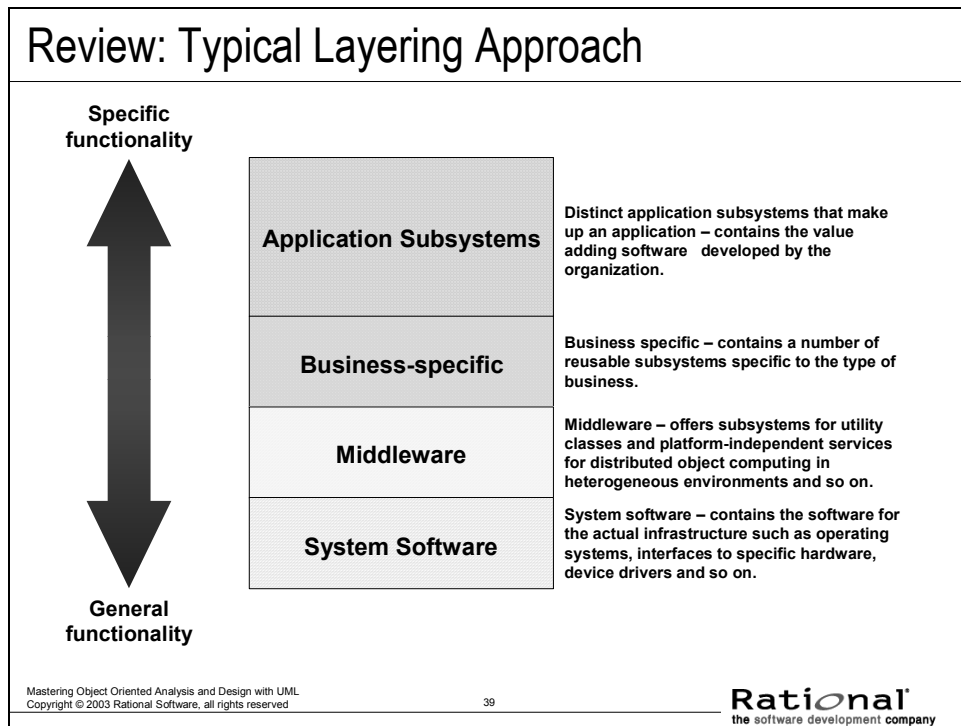 Review: Typical Layering Approach
Specific
functionality
Application Subsystems
Distinct application subsystems that make
up an application – contains the value
adding software developed by the
organization.
Business-specific
Business specific – contains a number of
reusable subsystems specific to the type of
business.
Middleware
Middleware – offers subsystems for utility
classes and platform-independent services
for distributed object computing in
heterogeneous environments and so on.
System Software
System software – contains the software for
the actual infrastructure such as operating
systems, interfaces to specific hardware,
device drivers and so on.
General
functionality
Mastering Object Oriented Analysis and Design with UML
Copyright © 2003 Rational Software, all rights reserved
39
Rational
the software development company